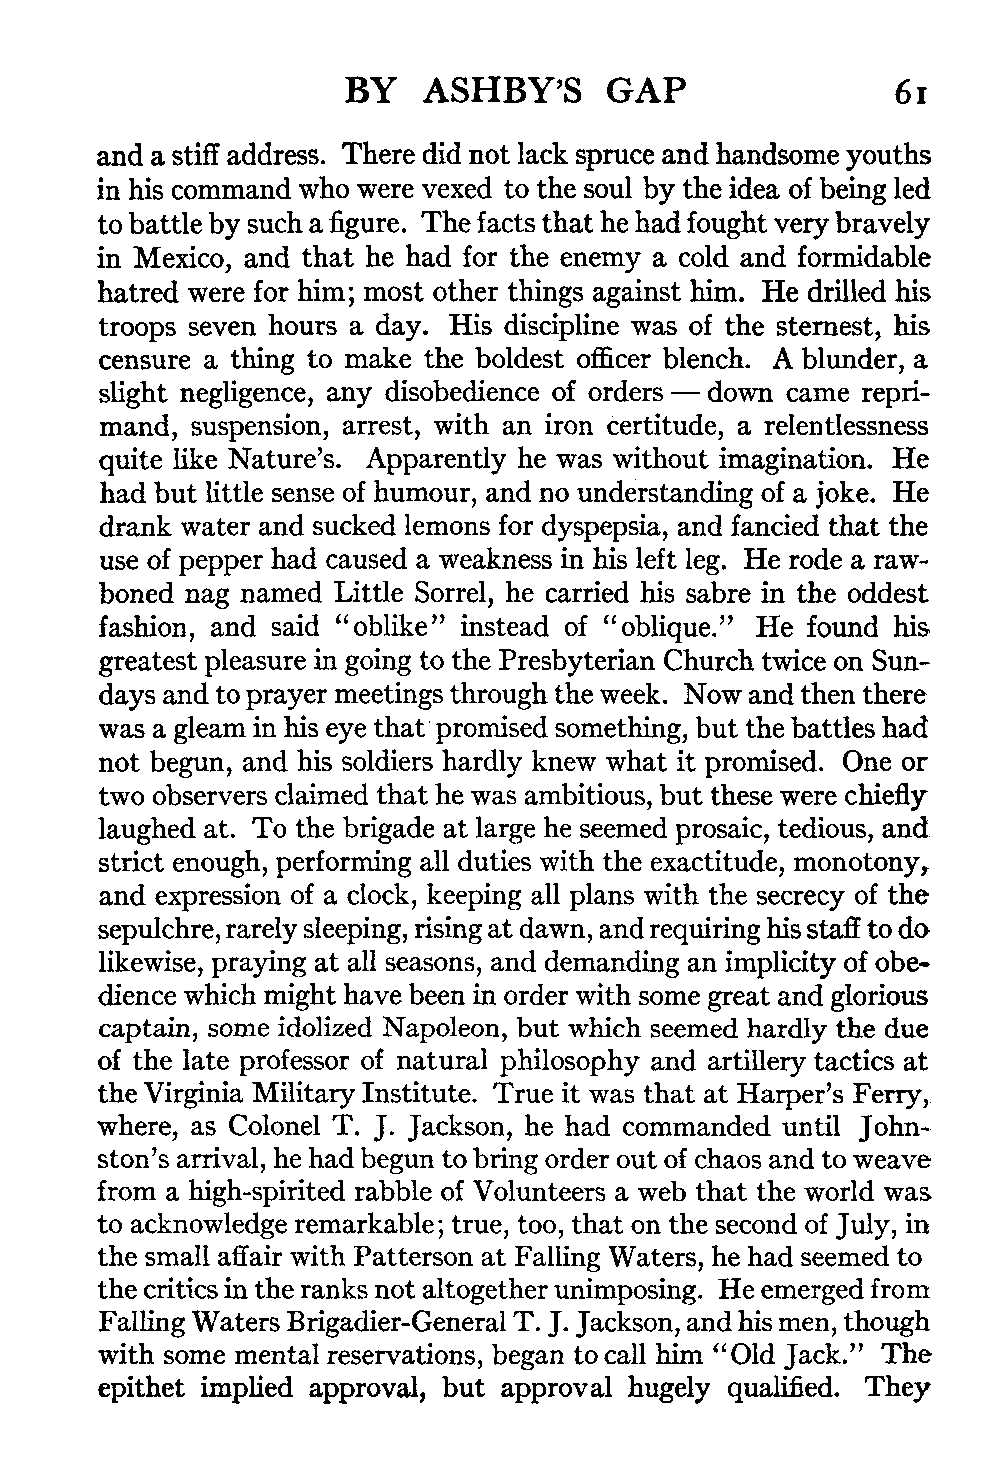 BY ASHBY'S GAP 61
and a stiff address. There did not lack spruce and handsome youths
in his command who were vexed to the soul by the idea of being led
to battle by such a figure. The facts that he had fought very bravely
in Mexico, and that he had for the enemy a cold and formidable
hatred were for him; most other things against him. He drilled his
troops seven hours a day. His discipline was of the sternest, his
censure a thing to make the boldest officer blench. A blunder, a
slight negligence, any disobedience of orders — down came repri-
mand, suspension, arrest, with an iron certitude, a relentlessness
quite like Nature's. Apparently he was without imagination. He
had but little sense of humour, and no understanding of a joke. He
drank water and sucked lemons for dyspepsia, and fancied that the
use of pepper had caused a weakness in his left leg. He rode a raw-
boned nag named Little Sorrel, he carried his sabre in the oddest
fashion, and said "oblike" instead of "oblique." He found his
greatest pleasure in going to the Presbyterian Church twice on Sun-
days and to prayer meetings through the week. Now and then there
was a gleam in his eye that promised something, but the battles had
not begun, and his soldiers hardly knew what it promised. One or
two observers claimed that he was ambitious, but these were chiefly
laughed at. To the brigade at large he seemed prosaic, tedious, and
strict enough, performing all duties with the exactitude, monotony,
and expression of a clock, keeping all plans with the secrecy of the
sepulchre, rarely sleeping, rising at dawn, and requiring his staff to do
likewise, praying at all seasons, and demanding an implicity of obe-
dience which might have been in order with some great and glorious
captain, some idolized Napoleon, but which seemed hardly the due
of the late professor of natural philosophy and artillery tactics at
the Virginia Military Institute. True it was that at Harper's Ferry,
where, as Colonel T. J. Jackson, he had commanded until John-
ston's arrival, he had begun to bring order out of chaos and to weave
from a high-spirited rabble of Volunteers a web that the world was
to acknowledge remarkable; true, too, that on the second of July, in
the small affair with Patterson at Falling Waters, he had seemed to
the critics in the ranks not altogether unimposing. He emerged from
Falling Waters Brigadier-General T. J. Jackson, and his men, though
with some mental reservations, began to call him "Old Jack." The
epithet implied approval, but approval hugely qualified. They